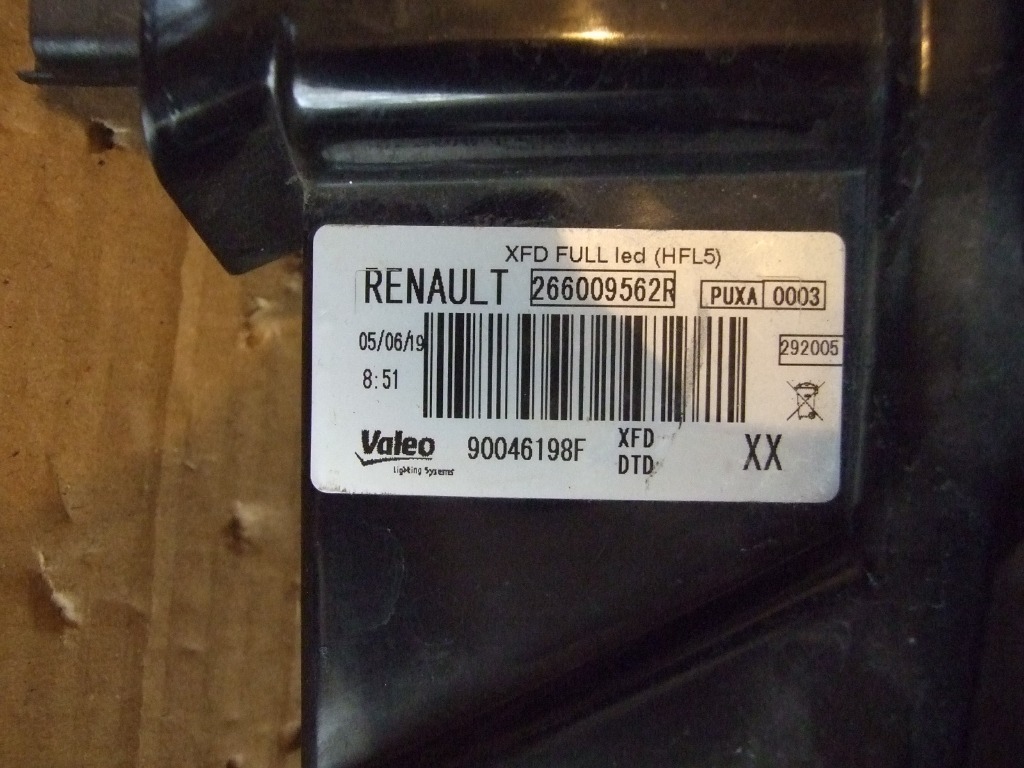 XFD FULL led (HFL5)
RENAULT 266009562R PUXA 0003
05/06/19
292005
8:51
Valeo 90046198F XFD XX
Lighting Systems DTD